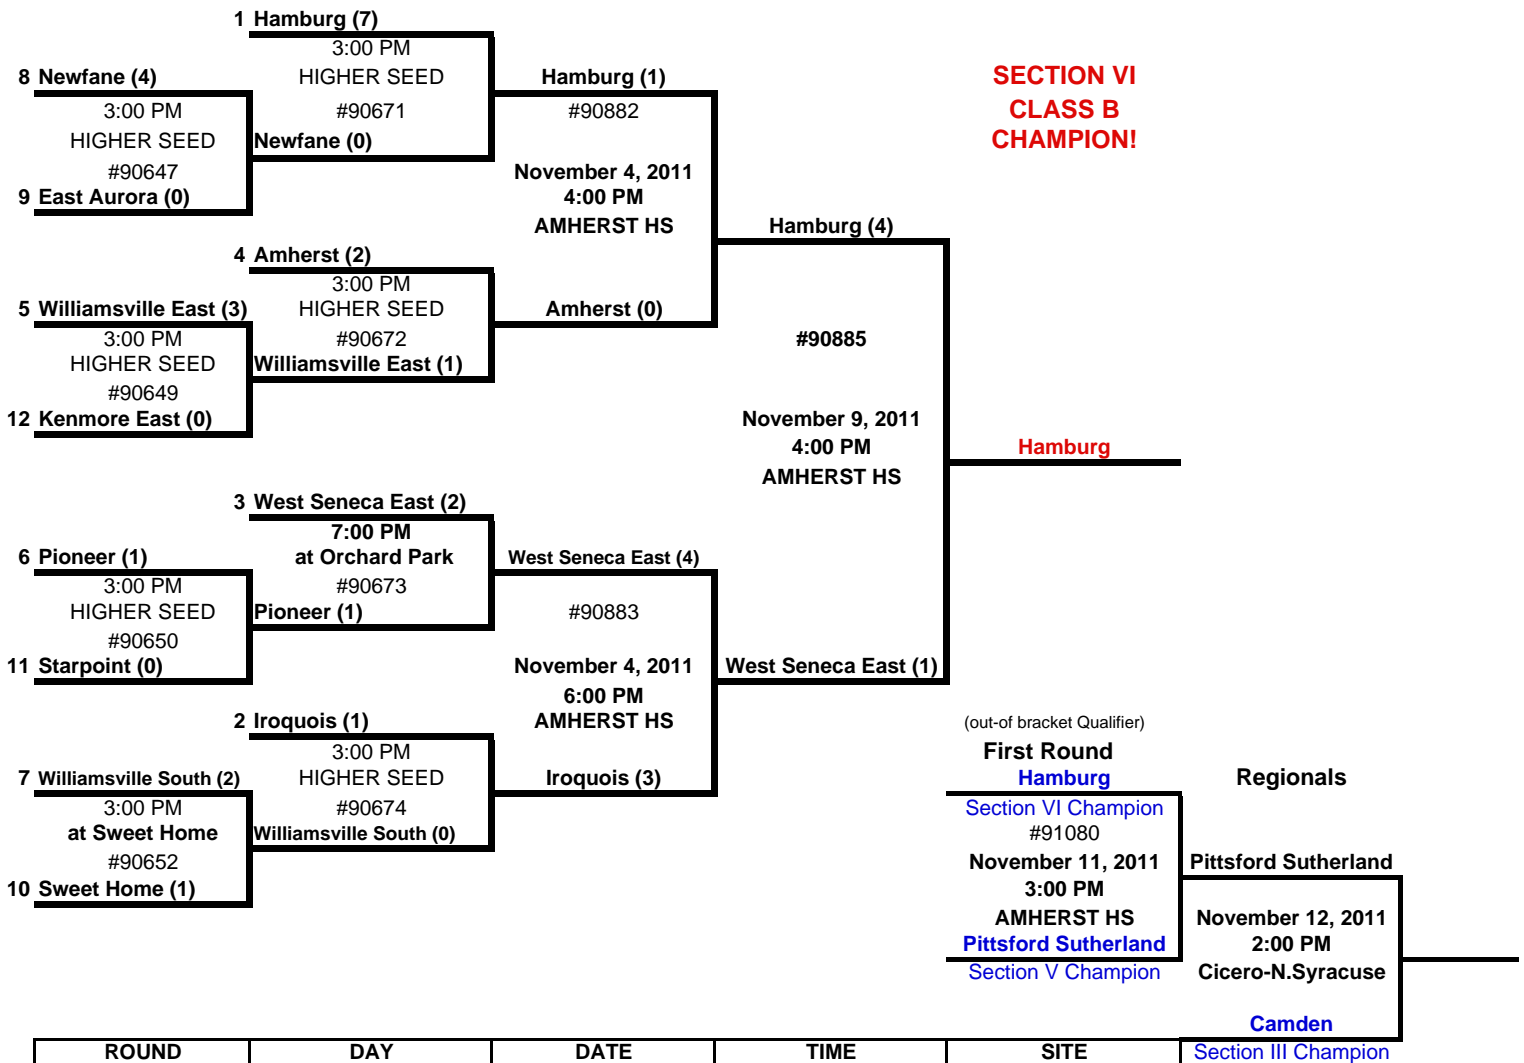 1 Hamburg (7)
3:00 PM
8 Newfane (4)
HIGHER SEED
Hamburg (1)
SECTION VI
3:00 PM
#90671
#90882
CLASS B
HIGHER SEED
Newfane (0)
CHAMPION!
#90647
November 4, 2011
9 East Aurora (0)
4:00 PM
AMHERST HS
Hamburg (4)
4 Amherst (2)
3:00 PM
5 Williamsville East (3)
HIGHER SEED
Amherst (0)
3:00 PM
#90672
#90885
HIGHER SEED
Williamsville East (1)
#90649
12 Kenmore East (0)
November 9, 2011
4:00 PM
Hamburg
AMHERST HS
3 West Seneca East (2)
7:00 PM
6 Pioneer (1)
at Orchard Park
West Seneca East (4)
3:00 PM
#90673
HIGHER SEED
Pioneer (1)
#90883
#90650
11 Starpoint (0)
November 4, 2011
West Seneca East (1)
6:00 PM
2 Iroquois (1)
AMHERST HS
(out-of bracket Qualifier)
3:00 PM
First Round
7 Williamsville South (2)
HIGHER SEED
Iroquois (3)
Hamburg
Regionals
3:00 PM
#90674
Section VI Champion
at Sweet Home
Williamsville South (0)
#91080
#90652
November 11, 2011
Pittsford Sutherland
10 Sweet Home (1)
3:00 PM
AMHERST HS
November 12, 2011
Pittsford Sutherland
2:00 PM
Section V Champion
Cicero-N.Syracuse
Camden
ROUND DAY DATE TIME SITE Section III Champion